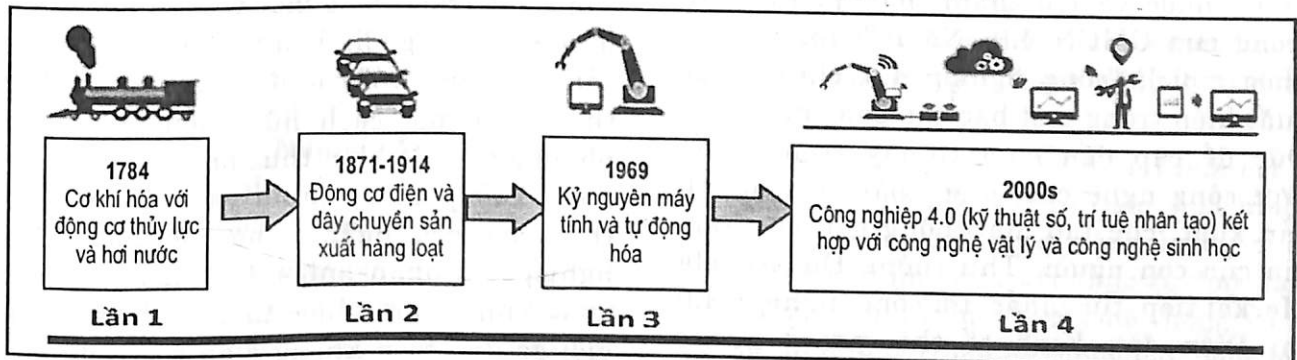 1784
Cơ khí hóa với
động cơ thủy lực
và hơi nước
Lần 1
1871-1914
Động cơ điện và
dây chuyền sản
xuất hàng loạt
Lần 2
1969
Kỷ nguyên máy
tính và tự động
hóa
Lần 3
2000s
Công nghiệp 4.0 (kỹ thuật số, trí tuệ nhân tạo) kết
hợp với công nghệ vật lý và công nghệ sinh học
Lần 4